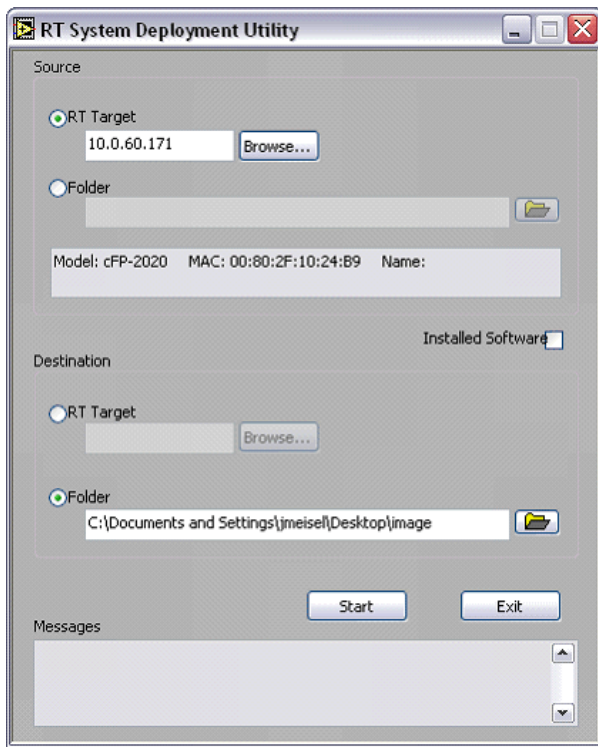 RT System Deployment Utility
Source
RT Target
10.0.60.171
Browse...
Folder
Model: cFP-2020 MAC: 00:80:2F:10:24:B9 Name:
Installed Software
Destination
RT Target
Browse...
Folder
C:\Documents and Settings\jmeisel\Desktop\image
Start Exit
Messages